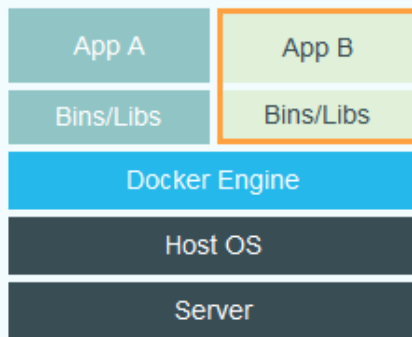 App A
App B
Bins/Libs
Bins/Libs
Docker Engine
Host OS
Server